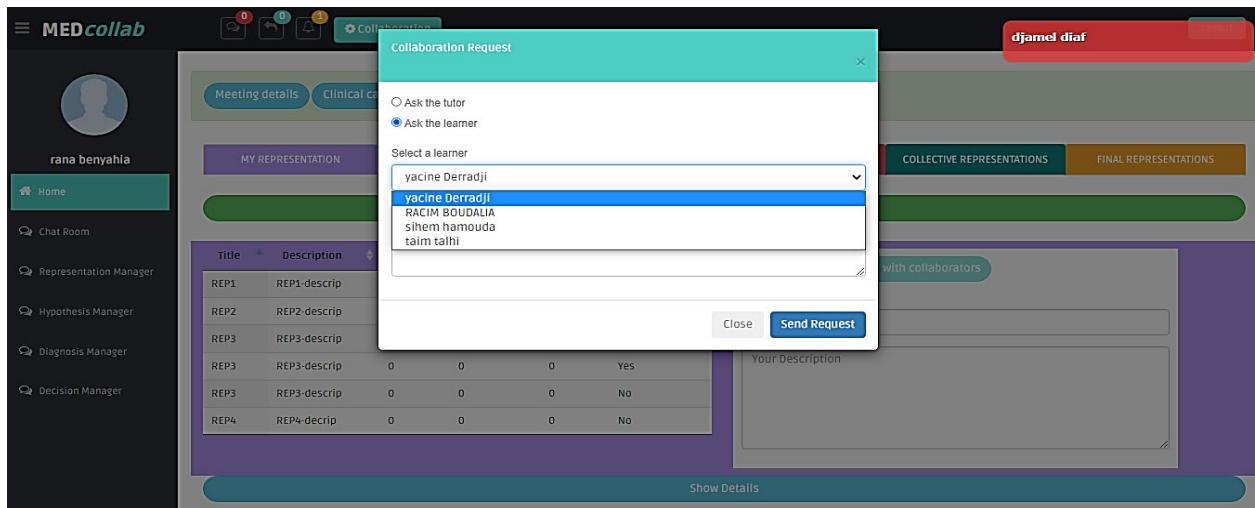 MEDcollab
0
0
1
Collaboration
djamel diaf
Collaboration Request
×
Meeting details
Clinical ca
Ask the tutor
Ask the learner
rana benyahia
MY REPRESENTATION
Select a learner
COLLECTIVE REPRESENTATIONS
FINAL REPRESENTATIONS
yacine Derradji
yacine Derradji
RACIM BOUDALIA
sihem hamouda
taim talhi
Home
Chat Room
Representation Manager
Hypothesis Manager
Diagnosis Manager
Decision Manager
Title Description
with collaborators
REP1 REP1-descrip
REP2 REP2-descrip
REP3 REP3-descrip
REP3 REP3-descrip 0 0 0 Yes
REP3 REP3-descrip 0 0 0 No
REP4 REP4-decrip 0 0 0 No
Close
Send Request
Your Description
Show Details